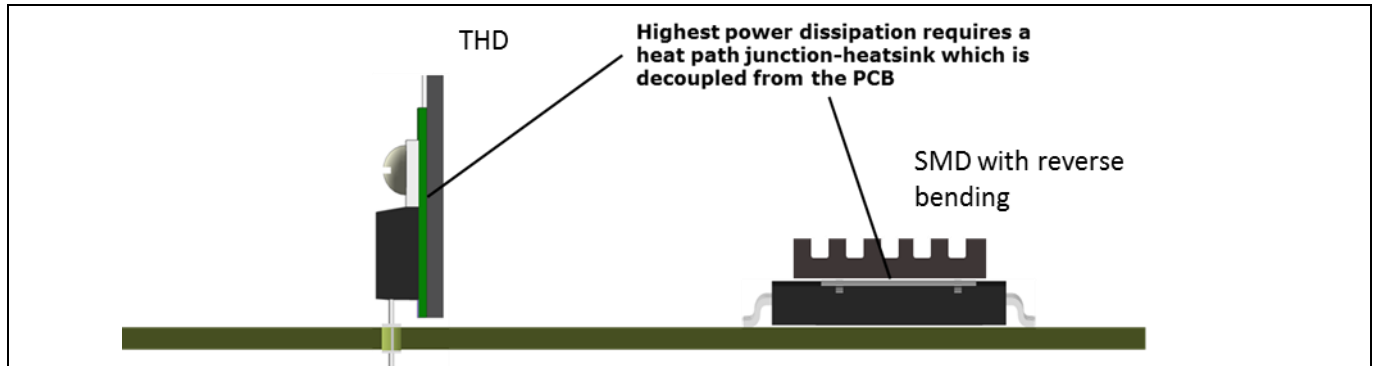 THD
Highest power dissipation requires a
heat path junction-heatsink which is
decoupled from the PCB
SMD with reverse
bending